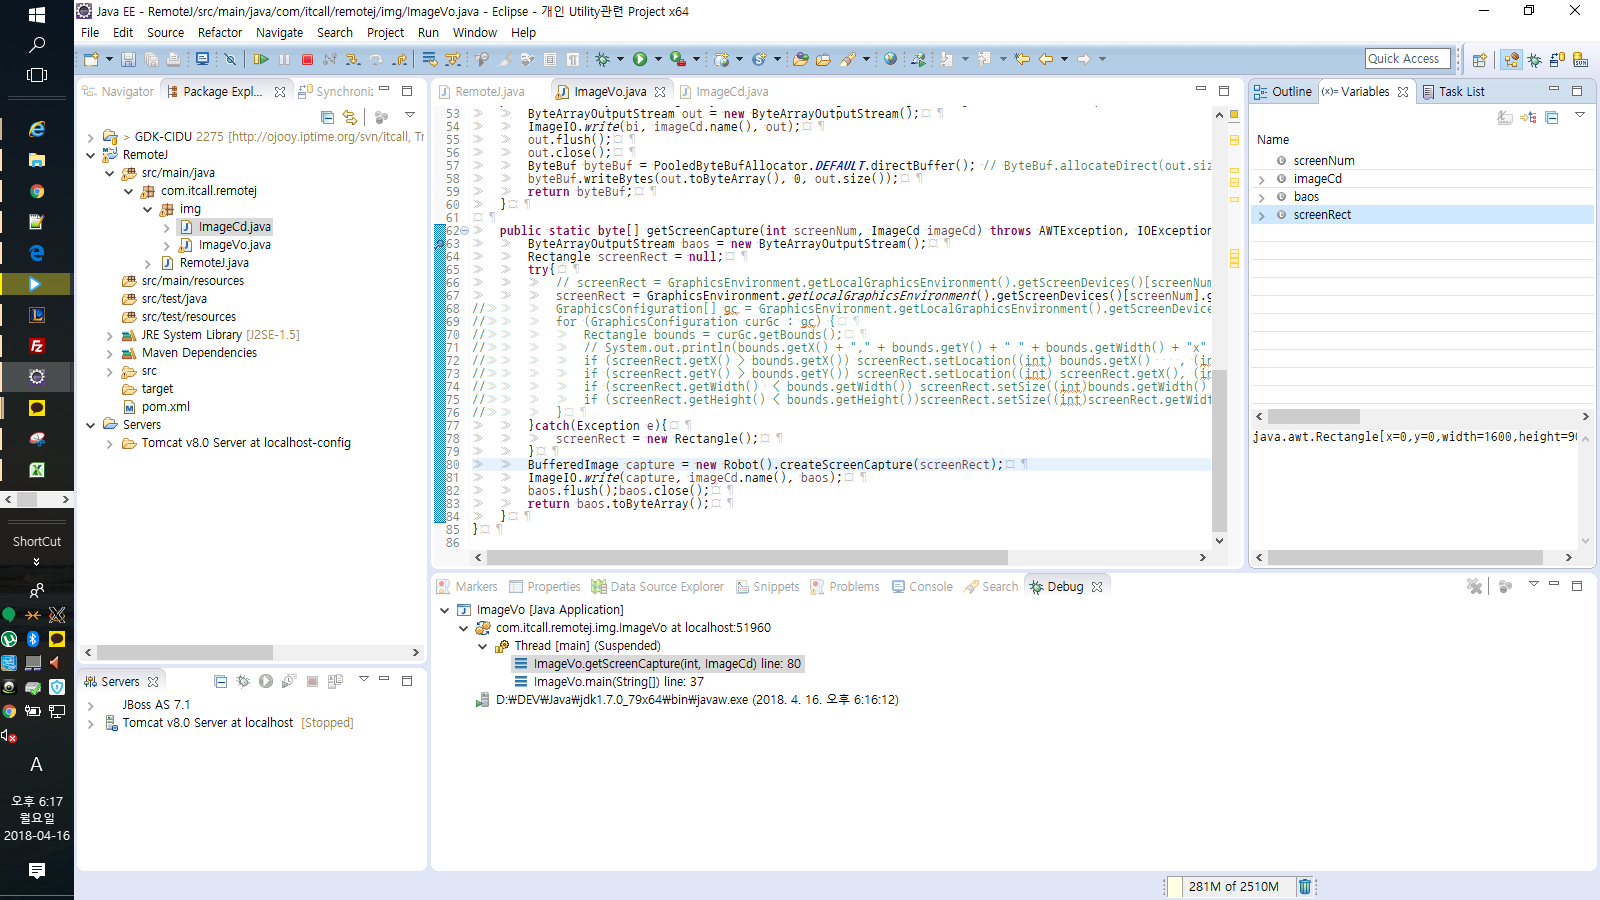 Java EE - RemoteJ/src/main/java/com/itcall/remotej/img/ImageVo.java - Eclipse - 개인 Utility관련 Project x64
File Edit Source Refactor Navigate Search Project Run Window Help
Quick Access
Navigator Package Expl... Synchroniz
GDK-CIDU 2275 [http://ojooy.iptime.org/svn/itcall, Tr
RemoteJ
src/main/java
com.itcall.remotej
img
ImageCd.java
ImageVo.java
RemoteJ.java
src/main/resources
src/test/java
src/test/resources
JRE System Library [J2SE-1.5]
Maven Dependencies
src
target
pom.xml
Servers
Tomcat v8.0 Server at localhost-config
RemoteJ.java ImageVo.java ImageCd.java
53 ByteArrayOutputStream out = new ByteArrayOutputStream();
54 ImageIO.write(bi, imageCd.name(), out);
55 out.flush();
56 out.close();
57 ByteBuf byteBuf = PooledByteBufAllocator.DEFAULT.directBuffer(); // ByteBuf.allocateDirect(out.siz
58 byteBuf.writeBytes(out.toByteArray(), 0, out.size());
59 return byteBuf;
60 }
61
62 public static byte[] getScreenCapture(int screenNum, ImageCd imageCd) throws AWTException, IOException
63 ByteArrayOutputStream baos = new ByteArrayOutputStream();
64 Rectangle screenRect = null;
65 try{
66 // screenRect = GraphicsEnvironment.getLocalGraphicsEnvironment().getScreenDevices()[screenNum
67 screenRect = GraphicsEnvironment.getLocalGraphicsEnvironment().getScreenDevices()[screenNum].g
68 // GraphicsConfiguration[] gc = GraphicsEnvironment.getLocalGraphicsEnvironment().getScreenDevic
69 // for (GraphicsConfiguration curGc : gc) {
70 // Rectangle bounds = curGc.getBounds();
71 // // System.out.println(bounds.getX() + "," + bounds.getY() + " " + bounds.getWidth() + "x"
72 // if (screenRect.getX() > bounds.getX()) screenRect.setLocation((int) bounds.getX() , (in
73 // if (screenRect.getY() > bounds.getY()) screenRect.setLocation((int) screenRect.getX(), (in
74 // if (screenRect.getWidth() < bounds.getWidth()) screenRect.setSize((int)bounds.getWidth()
75 // if (screenRect.getHeight() < bounds.getHeight())screenRect.setSize((int)screenRect.getWidt
76 // }
77 }catch(Exception e){
78 screenRect = new Rectangle();
79 }
80 BufferedImage capture = new Robot().createScreenCapture(screenRect);
81 ImageIO.write(capture, imageCd.name(), baos);
82 baos.flush();baos.close();
83 return baos.toByteArray();
84 }
85 }
86
Outline (x)= Variables Task List
Name
screenNum
imageCd
baos
screenRect
java.awt.Rectangle[x=0,y=0,width=1600,height=90
Markers Properties Data Source Explorer Snippets Problems Console Search Debug
ImageVo [Java Application]
com.itcall.remotej.img.ImageVo at localhost:51960
Thread [main] (Suspended)
ImageVo.getScreenCapture(int, ImageCd) line: 80
ImageVo.main(String[]) line: 37
D:₩DEV₩Java₩jdk1.7.0_79x64₩bin₩javaw.exe (2018. 4. 16. 오후 6:16:12)
Servers
JBoss AS 7.1
Tomcat v8.0 Server at localhost [Stopped]
281M of 2510M
ShortCut
A
오후 6:17
월요일
2018-04-16